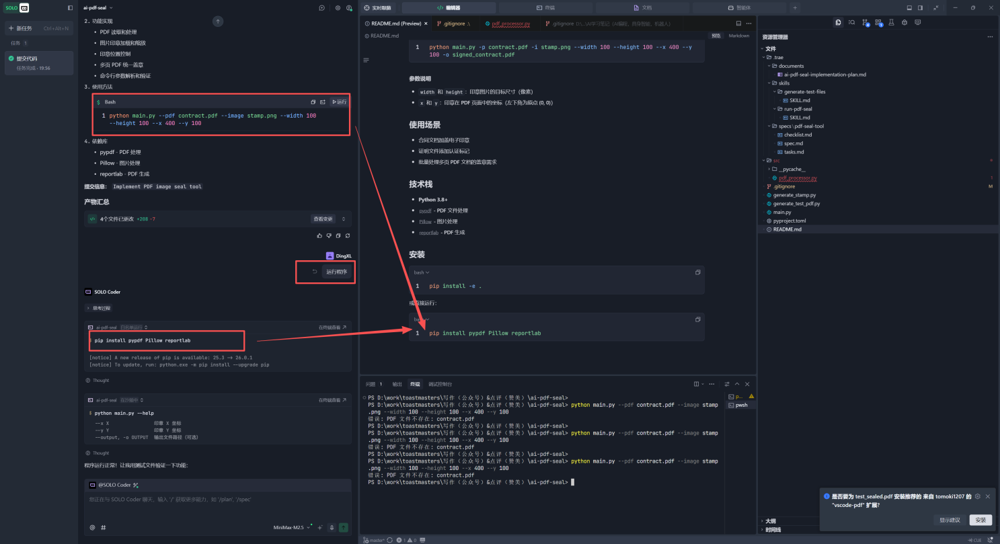 SOLO
ai-pdf-seal
实时跟随
编辑器
终端
文档
智能体
+ 新任务 Ctrl+Alt+N
任务 1
提交代码
任务完成 · 19:56
2. 功能实现
• PDF 读取和处理
• 图片印章加载和缩放
• 印章位置控制
• 多页 PDF 统一盖章
• 命令行参数解析和验证
3. 使用方法
$ Bash
运行
1 python main.py --pdf contract.pdf --image stamp.png --width 100
--height 100 --x 400 --y 100
4. 依赖库
• pypdf - PDF 处理
• Pillow - 图片处理
• reportlab - PDF 生成
提交信息: Implement PDF image seal tool
产物汇总
4个文件已更改 +208 -7
查看变更
DingXL
运行程序
SOLO Coder
思考过程
ai-pdf-seal 白名单运行
在终端查看
$ pip install pypdf Pillow reportlab
[notice] A new release of pip is available: 25.3 -> 26.0.1
[notice] To update, run: python.exe -m pip install --upgrade pip
Thought
ai-pdf-seal 在沙箱中
在终端查看
$ python main.py --help
--x X 印章 X 坐标
--y Y 印章 Y 坐标
--output, -o OUTPUT 输出文件路径（可选）
Thought
程序运行正常！让我用测试文件验证一下功能:
@SOLO Coder
您正在与 SOLO Coder 聊天，输入 '/' 获取更多能力，如 '/plan', '/spec'
@ #
MiniMax-M2.5
README.md (Preview)
.gitignore .\
pdf_processor.py
.gitignore D:\...\AI学习笔记（AI编程，具身智能，机器人）
README.md
预览
Markdown
1 python main.py -p contract.pdf -i stamp.png --width 100 --height 100 --x 400 --y
100 -o signed_contract.pdf
参数说明
• width 和 height：印章图片的目标尺寸（像素）
• x 和 y：印章在 PDF 页面中的坐标（左下角为原点 (0, 0)）
使用场景
• 合同文档加盖电子印章
• 证明文件添加认证标记
• 批量处理多页 PDF 文档的盖章需求
技术栈
• Python 3.8+
• pypdf - PDF 文件处理
• Pillow - 图片处理
• reportlab - PDF 生成
安装
bash
1 pip install -e .
或直接运行:
1 pip install pypdf Pillow reportlab
问题 1
输出
终端
调试控制台
PS D:\work\toastmasters\写作（公众号）&点评（赞美）\ai-pdf-seal>
PS D:\work\toastmasters\写作（公众号）&点评（赞美）\ai-pdf-seal> python main.py --pdf contract.pdf --image stamp
.png --width 100 --height 100 --x 400 --y 100
错误: PDF 文件不存在: contract.pdf
PS D:\work\toastmasters\写作（公众号）&点评（赞美）\ai-pdf-seal>
PS D:\work\toastmasters\写作（公众号）&点评（赞美）\ai-pdf-seal> python main.py --pdf contract.pdf --image stamp
.png --width 100 --height 100 --x 400 --y 100
错误: PDF 文件不存在: contract.pdf
PS D:\work\toastmasters\写作（公众号）&点评（赞美）\ai-pdf-seal>
PS D:\work\toastmasters\写作（公众号）&点评（赞美）\ai-pdf-seal> python main.py --pdf contract.pdf --image stamp
.png --width 100 --height 100 --x 400 --y 100
错误: PDF 文件不存在: contract.pdf
PS D:\work\toastmasters\写作（公众号）&点评（赞美）\ai-pdf-seal>
p...
pwsh
master*
1 0
资源管理器
文件
.trae
documents
ai-pdf-seal-implementation-plan.md
skills
generate-test-files
SKILL.md
run-pdf-seal
SKILL.md
specs\pdf-seal-tool
checklist.md
spec.md
tasks.md
src
__pycache__
pdf_processor.py 1
.gitignore M
generate_stamp.py
generate_test_pdf.py
main.py
pyproject.toml
README.md
是否要为 test_sealed.pdf 安装推荐的 来自 tomoki1207 的
"vscode-pdf" 扩展?
显示建议
安装
大纲
时间线
CUE